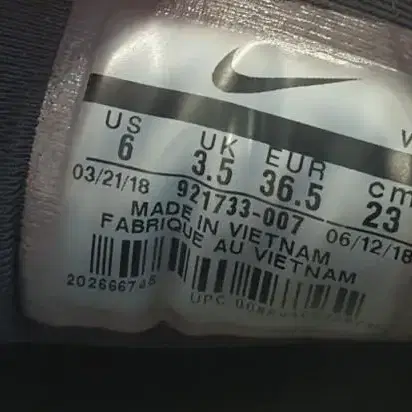 US UK EUR cm
6 3.5 36.5 23
03/21/18 921733-007 06/12/18
MADE IN VIETNAM
FABRIQUE AU VIETNAM
UPC